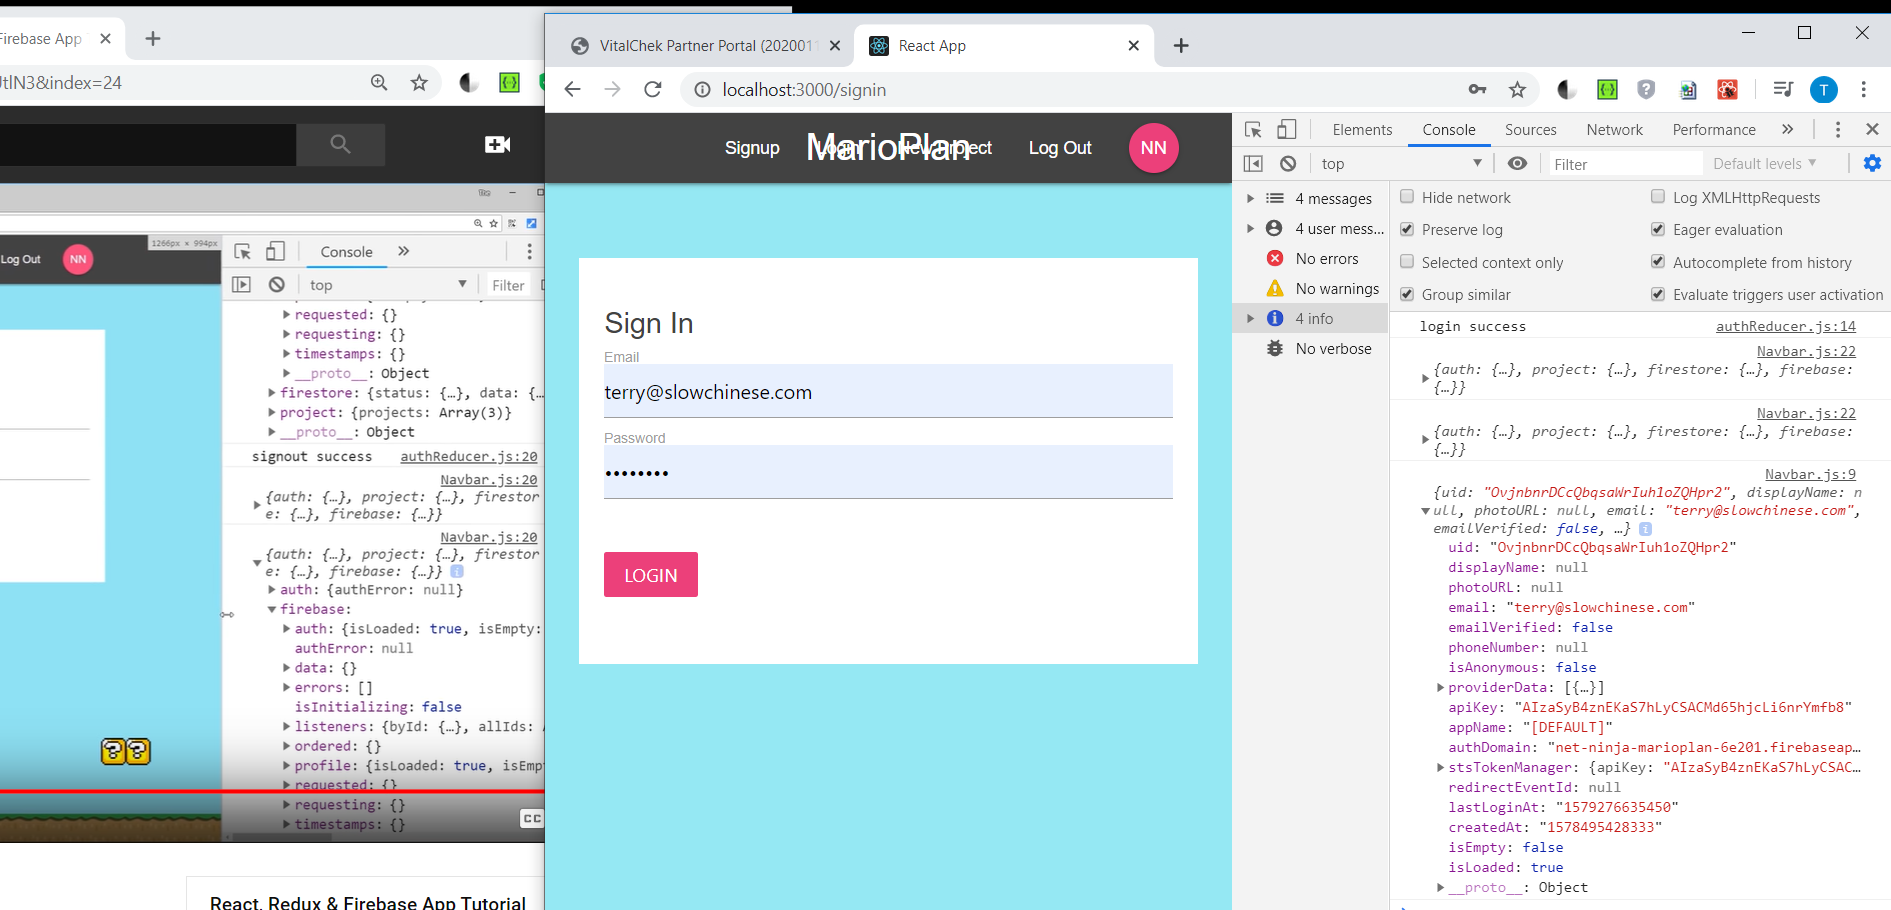 Firebase App
UtlN3&index=24
1266px × 994px
Log Out
NN
Console
top
Filter
requested: {}
requesting: {}
timestamps: {}
__proto__: Object
firestore: {status: {…}, data: {…
project: {projects: Array(3)}
__proto__: Object
signout success authReducer.js:20
Navbar.js:20
{auth: {…}, project: {…}, firestor
e: {…}, firebase: {…}}
Navbar.js:20
{auth: {…}, project: {…}, firestor
e: {…}, firebase: {…}}
auth: {authError: null}
firebase:
auth: {isLoaded: true, isEmpty:
authError: null
data: {}
errors: []
isInitializing: false
listeners: {byId: {…}, allIds:
ordered: {}
profile: {isLoaded: true, isEmp
requested: {}
requesting: {}
timestamps: {}
CC
React, Redux & Firebase App Tutorial
VitalChek Partner Portal (2020011
React App
localhost:3000/signin
T
Signup
Login
MarioPlan
New Project
Log Out
NN
Sign In
Email
terry@slowchinese.com
Password
••••••••
LOGIN
Elements Console Sources Network Performance
top
Filter
Default levels
4 messages
4 user mess...
No errors
No warnings
4 info
No verbose
Hide network
Log XMLHttpRequests
Preserve log
Eager evaluation
Selected context only
Autocomplete from history
Group similar
Evaluate triggers user activation
login success authReducer.js:14
Navbar.js:22
{auth: {…}, project: {…}, firestore: {…}, firebase:
{…}}
Navbar.js:22
{auth: {…}, project: {…}, firestore: {…}, firebase:
{…}}
Navbar.js:9
{uid: "OvjnbnrDCcQbqsaWrIuh1oZQHpr2", displayName: n
ull, photoURL: null, email: "terry@slowchinese.com",
emailVerified: false, …}
uid: "OvjnbnrDCcQbqsaWrIuh1oZQHpr2"
displayName: null
photoURL: null
email: "terry@slowchinese.com"
emailVerified: false
phoneNumber: null
isAnonymous: false
providerData: [{…}]
apiKey: "AIzaSyB4znEKaS7hLyCSACMd65hjcLi6nrYmfb8"
appName: "[DEFAULT]"
authDomain: "net-ninja-marioplan-6e201.firebaseap…
stsTokenManager: {apiKey: "AIzaSyB4znEKaS7hLyCSAC…
redirectEventId: null
lastLoginAt: "1579276635450"
createdAt: "1578495428333"
isEmpty: false
isLoaded: true
__proto__: Object